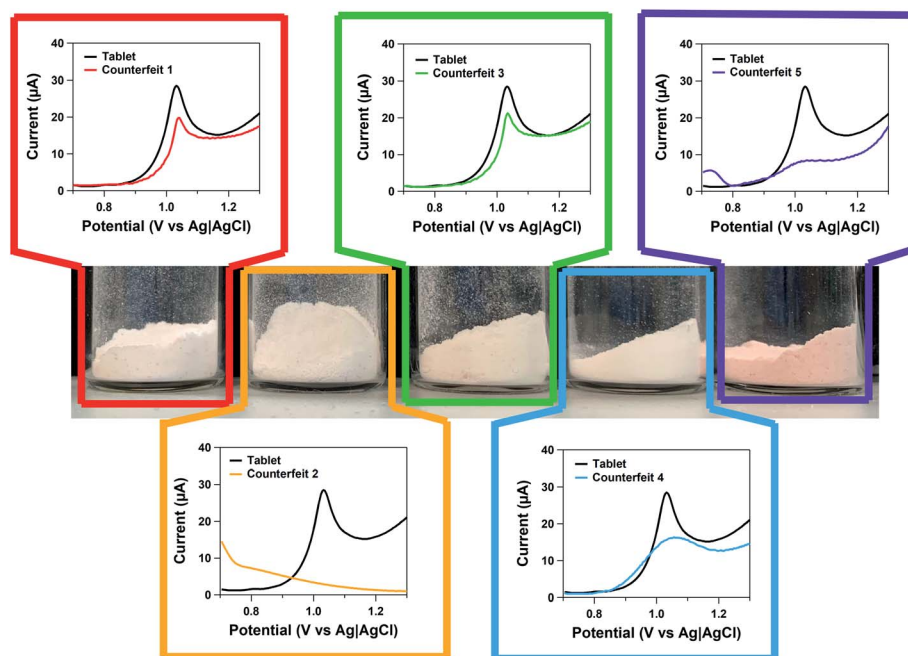 Tablet
Counterfeit 1
40
30
20
10
0
Current (µA)
0.8 1.0 1.2
Potential (V vs Ag|AgCl)
Tablet
Counterfeit 3
40
30
20
10
0
Current (µA)
0.8 1.0 1.2
Potential (V vs Ag|AgCl)
Tablet
Counterfeit 5
40
30
20
10
0
Current (µA)
0.8 1.0 1.2
Potential (V vs Ag|AgCl)
Tablet
Counterfeit 2
40
30
20
10
0
Current (µA)
0.8 1.0 1.2
Potential (V vs Ag|AgCl)
Tablet
Counterfeit 4
40
30
20
10
0
Current (µA)
0.8 1.0 1.2
Potential (V vs Ag|AgCl)